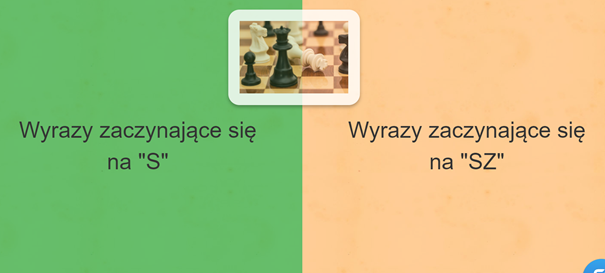 Wyrazy zaczynające się
na "S"
Wyrazy zaczynające się
na "SZ"